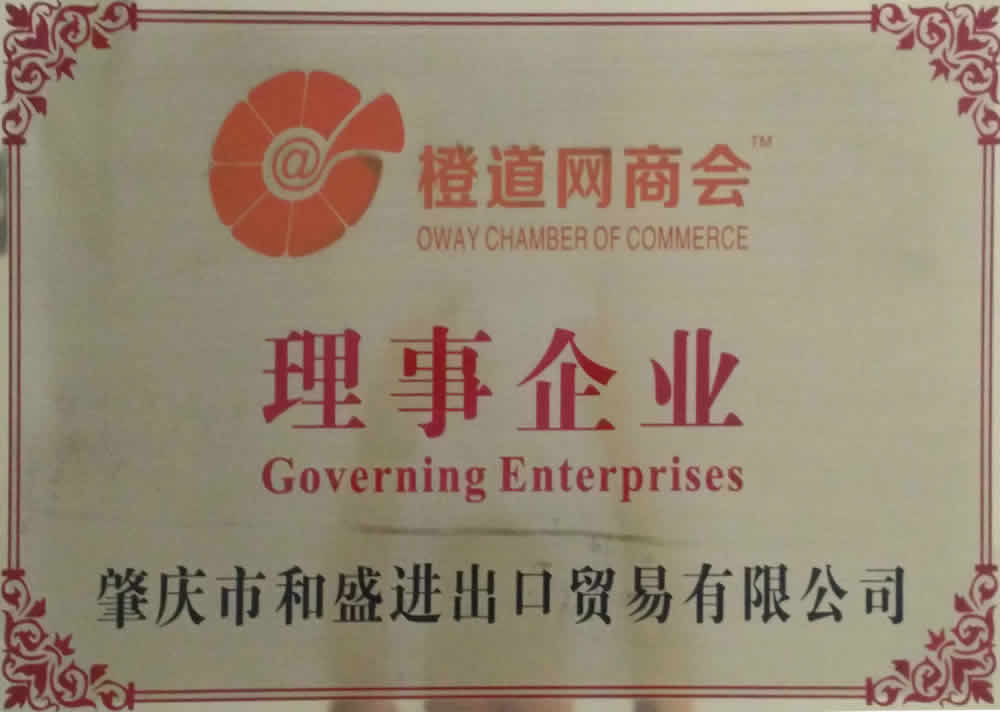 @
橙道网商会™
OWAY CHAMBER OF COMMERCE
理事企业
Governing Enterprises
肇庆市和盛进出口贸易有限公司